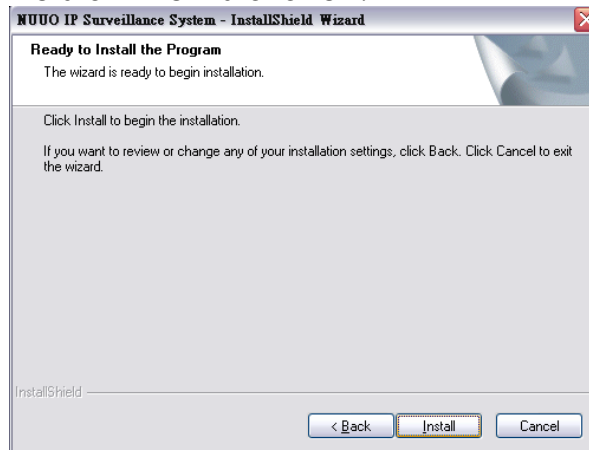 NUUO IP Surveillance System - InstallShield Wizard
Ready to Install the Program
The wizard is ready to begin installation.
Click Install to begin the installation.
If you want to review or change any of your installation settings, click Back. Click Cancel to exit
the wizard.
InstallShield
< Back
Install
Cancel